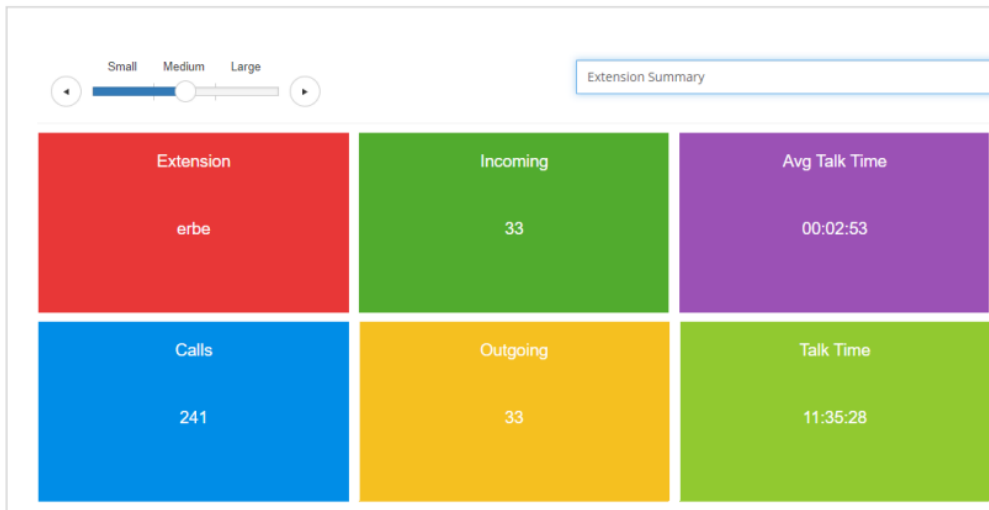 Small Medium Large
Extension Summary
Extension
erbe
Incoming
33
Avg Talk Time
00:02:53
Calls
241
Outgoing
33
Talk Time
11:35:28